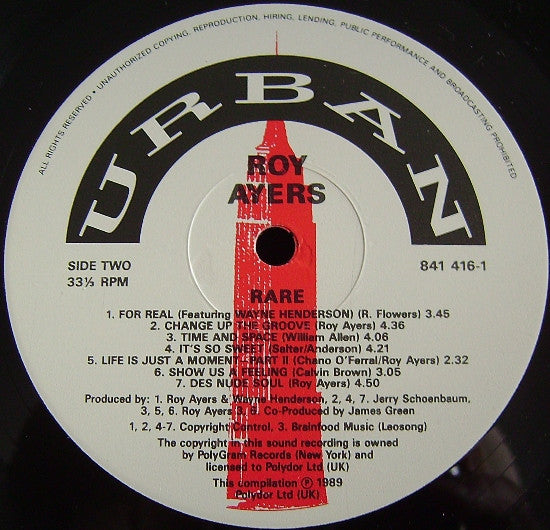 ALL RIGHTS RESERVED • UNAUTHORIZED COPYING, REPRODUCTION, HIRING, LENDING, PUBLIC PERFORMANCE AND BROADCASTING PROHIBITED
URBAN
ROY
AYERS
SIDE TWO
33⅓ RPM
841 416-1
RARE
1. FOR REAL (Featuring WAYNE HENDERSON) (R. Flowers) 3.45
2. CHANGE UP THE GROOVE (Roy Ayers) 4.36
3. TIME AND SPACE (William Allen) 4.06
4. IT'S SO SWEET (Salter/Anderson) 4.21
5. LIFE IS JUST A MOMENT - PART II (Chano O'Ferral/Roy Ayers) 2.32
6. SHOW US A FEELING (Calvin Brown) 3.05
7. DES NUDE SOUL (Roy Ayers) 4.50
Produced by: 1. Roy Ayers & Wayne Henderson, 2, 4, 7. Jerry Schoenbaum,
3, 5, 6. Roy Ayers 3, 6. Co-Produced by James Green
1, 2, 4-7. Copyright Control, 3. Brainfood Music (Leosong)
The copyright in this sound recording is owned
by PolyGram Records (New York) and
licensed to Polydor Ltd (UK)
This compilation ℗ 1989
Polydor Ltd (UK)